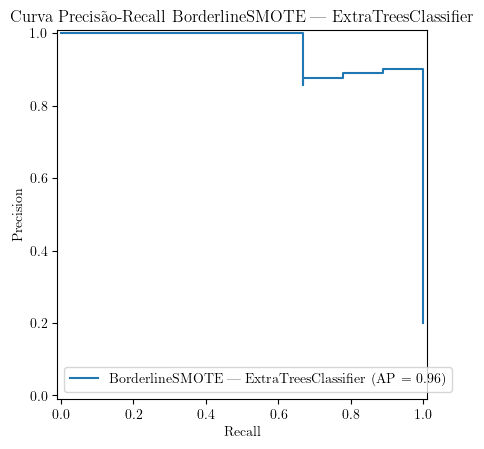 Curva Precisão-Recall BorderlineSMOTE — ExtraTreesClassifier
1.0
0.8
0.6
0.4
0.2
0.0
Precision
BorderlineSMOTE — ExtraTreesClassifier (AP = 0.96)
0.0 0.2 0.4 0.6 0.8 1.0
Recall